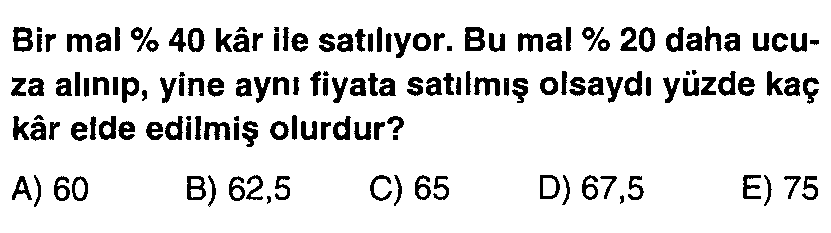 Bir mal % 40 kâr ile satılıyor. Bu mal % 20 daha ucu-
za alınıp, yine aynı fiyata satılmış olsaydı yüzde kaç
kâr elde edilmiş olurdur?
A) 60 B) 62,5 C) 65 D) 67,5 E) 75